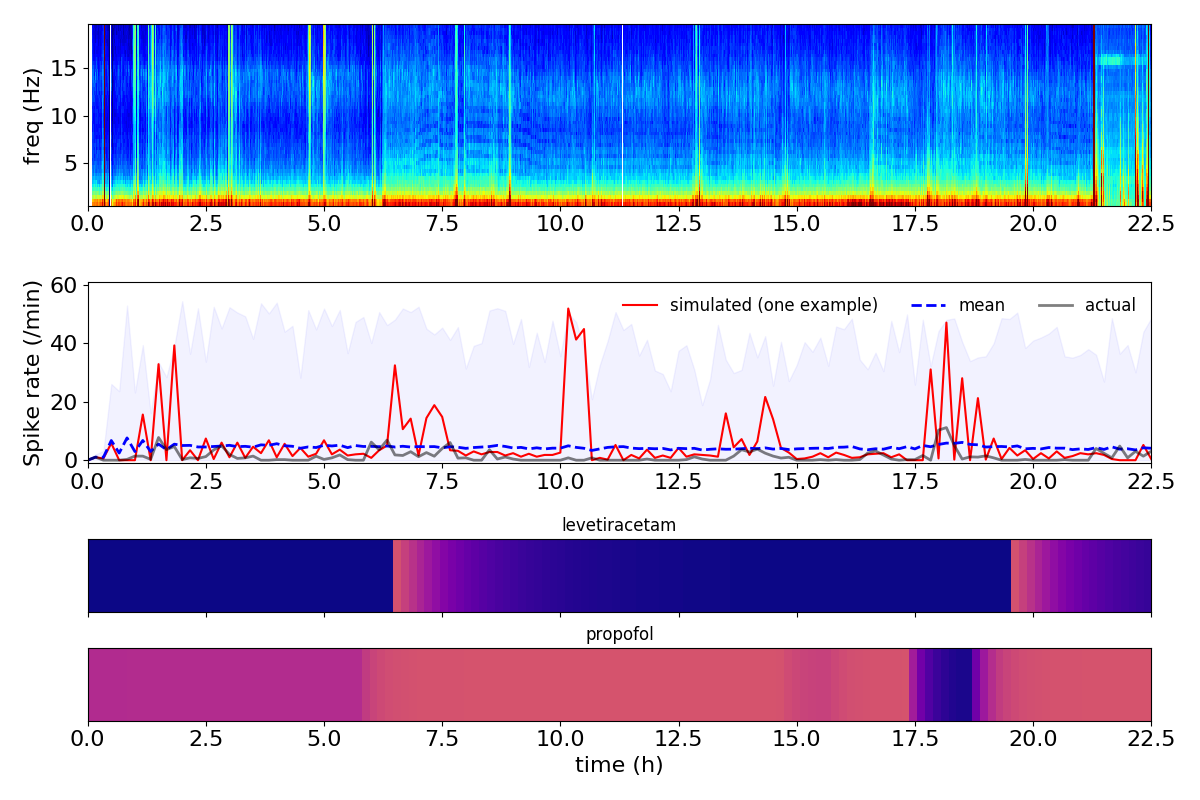 freq (Hz)
15
10
5
0.0 2.5 5.0 7.5 10.0 12.5 15.0 17.5 20.0 22.5
Spike rate (/min)
60
40
20
0
simulated (one example) mean actual
0.0 2.5 5.0 7.5 10.0 12.5 15.0 17.5 20.0 22.5
levetiracetam
propofol
0.0 2.5 5.0 7.5 10.0 12.5 15.0 17.5 20.0 22.5
time (h)